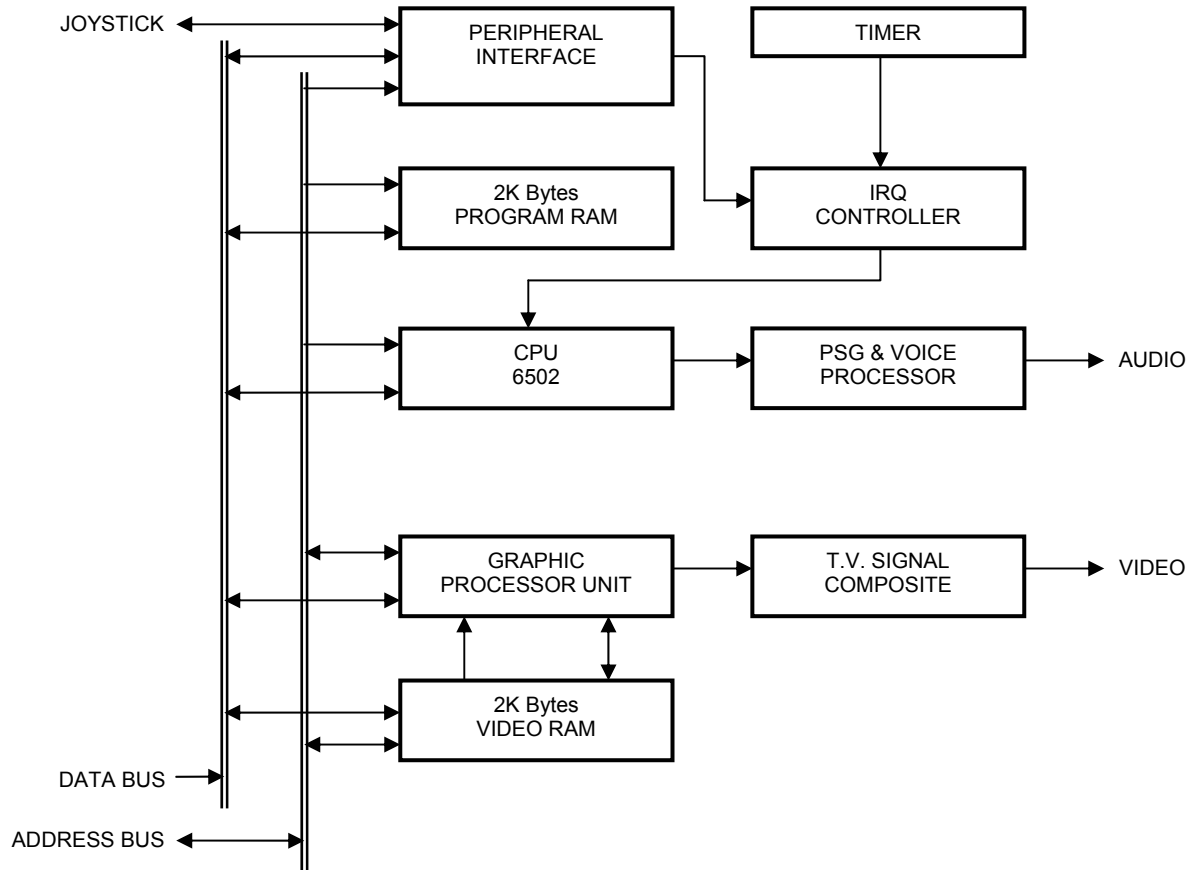 JOYSTICK
PERIPHERAL
INTERFACE
TIMER
2K Bytes
PROGRAM RAM
IRQ
CONTROLLER
CPU
6502
PSG & VOICE
PROCESSOR
AUDIO
GRAPHIC
PROCESSOR UNIT
T.V. SIGNAL
COMPOSITE
VIDEO
2K Bytes
VIDEO RAM
DATA BUS
ADDRESS BUS